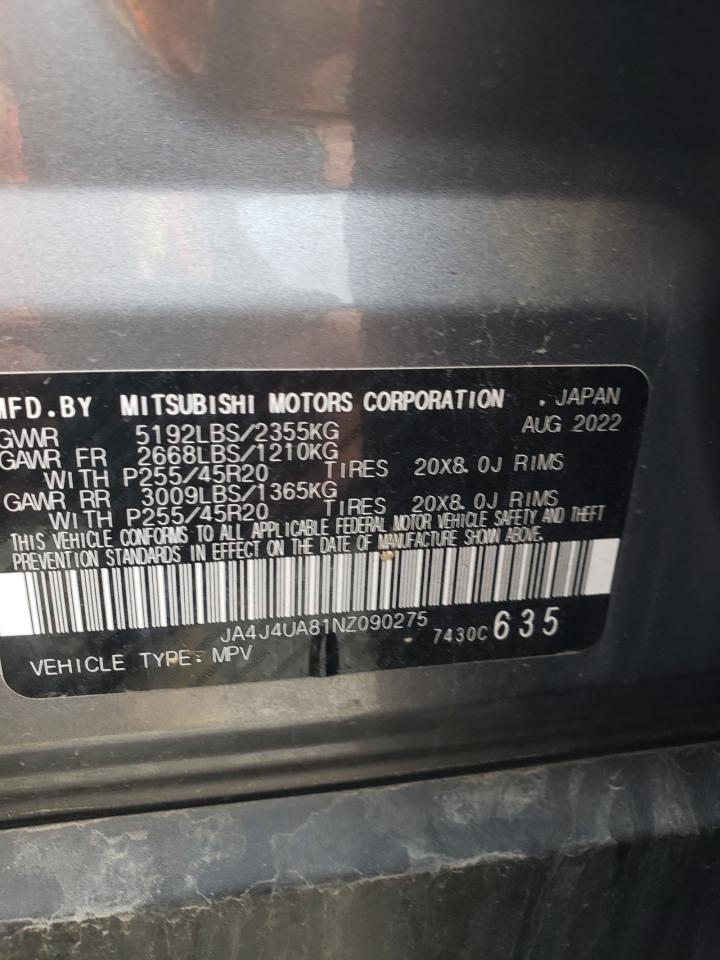 MFD.BY MITSUBISHI MOTORS CORPORATION . JAPAN
GWWR 5192LBS/2355KG AUG 2022
GAWR FR 2668LBS/1210KG
WITH P255/45R20 TIRES 20X8.0J RIMS
GAWR RR 3009LBS/1365KG
WITH P255/45R20 TIRES 20X8.0J RIMS
THIS VEHICLE CONFORMS TO ALL APPLICABLE FEDERAL MOTOR VEHICLE SAFETY AND THEFT
PREVENTION STANDARDS IN EFFECT ON THE DATE OF MANUFACTURE SHOWN ABOVE.
JA4J4UA81NZ090275 7430C 635
VEHICLE TYPE: MPV